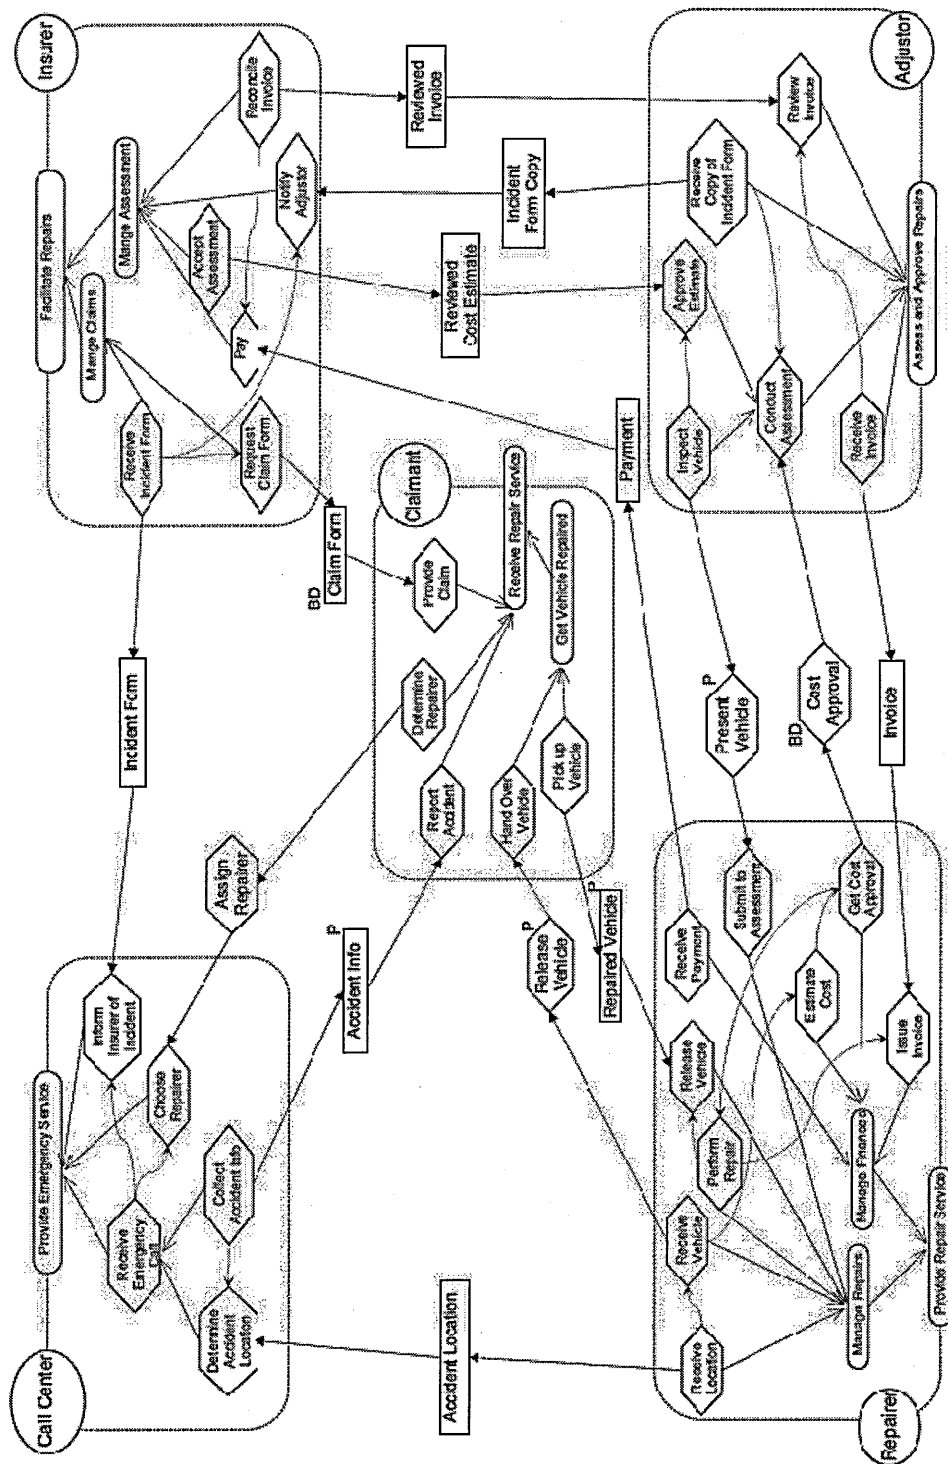 Call Center
Provide Emergency Service
Inform
Insurer of
Incident
Choose
Repairer
Receive
Emergency
Call
Collect
Accident Info
Determine
Accident
Location
Incident Form
Assign
Repairer
Accident Info
P
Accident Location
Insurer
Facilitate Repairs
Mange Claims
Mange Assessment
Receive
Incident Form
Request
Claim Form
Pay
Accept
Assessment
Notify
Adjustor
Reconcile
Invoice
BD
Claim Form
Claimant
Provide
Claim
Determine
Repairer
Report
Accident
Receive Repair Service
Get Vehicle Repaired
Hand Over
Vehicle
Pick up
Vehicle
Release
Vehicle
P
Repaired Vehicle
P
Payment
Reviewed
Cost Estimate
Incident
Form Copy
Reviewed
Invoice
Present
Vehicle
P
BD
Cost
Approval
Invoice
Repairer
Receive
Location
Receive
Vehicle
Perform
Repair
Release
Vehicle
Receive
Payment
Submit to
Assessment
Estimate
Cost
Get Cost
Approval
Issue
Invoice
Manage Repairs
Manage Finances
Provide Repair Service
Adjustor
Inspect
Vehicle
Approve
Estimate
Receive
Copy of
Incident Form
Review
Invoice
Conduct
Assessment
Receive
Invoice
Assess and Approve Repairs